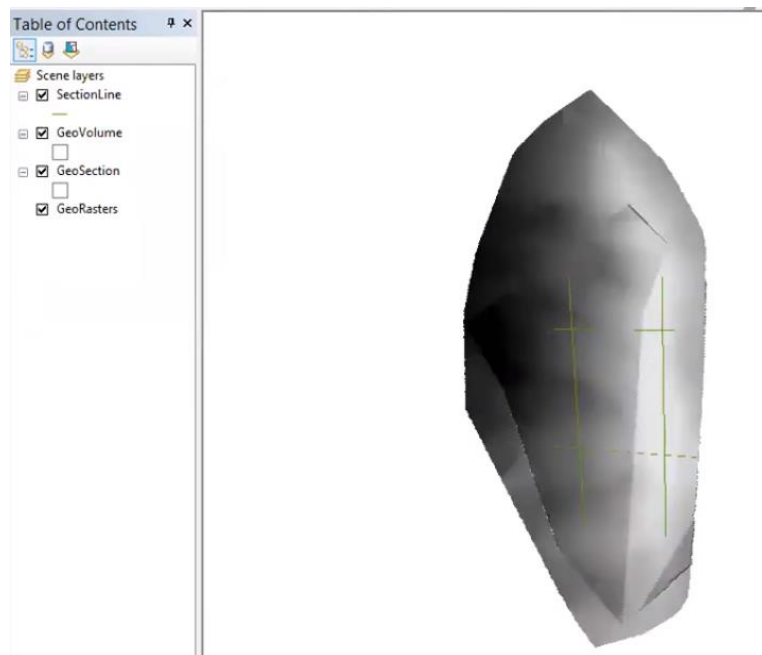 Table of Contents
Scene layers
SectionLine
GeoVolume
GeoSection
GeoRasters